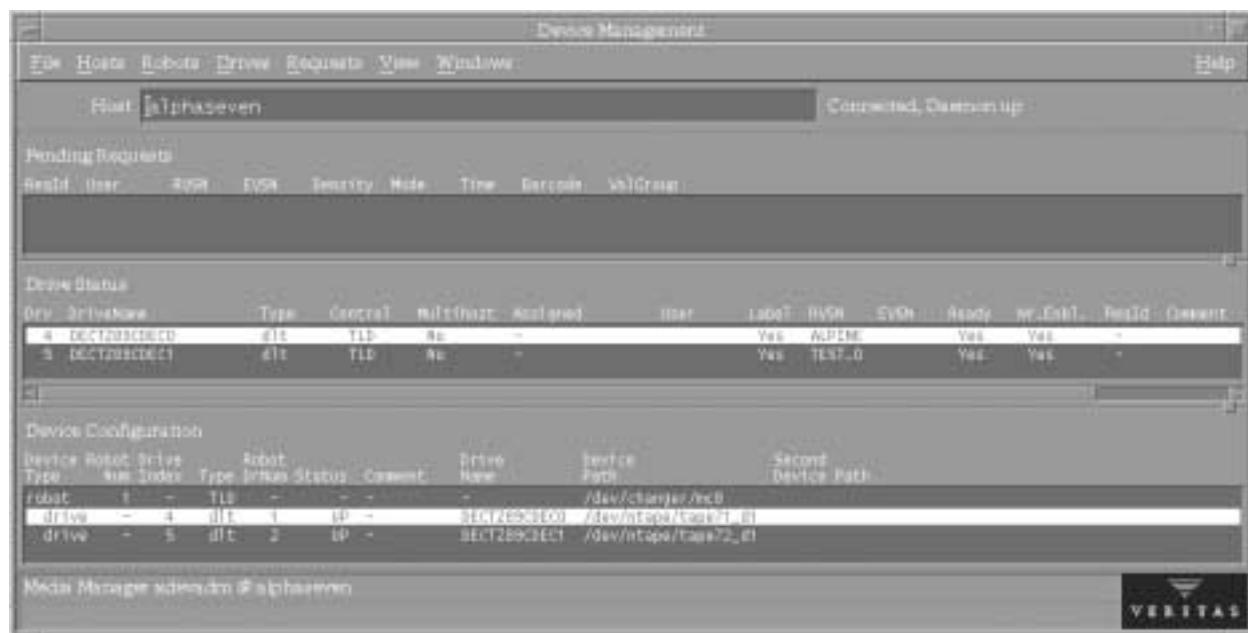 Device Management
File Hosts Robots Drives Requests View Windows Help
Host alphaseven Connected, Daemon up
Pending Requests
ReqId User RVSN EVSN Density Mode Time Barcode VolGroup
Drive Status
Drv DriveName Type Control Multihost Assigned User Label RVSN EVSN Ready Wr.Enbl. ReqId Comment
4 dlt TLD No - Yes ALPINE Yes Yes -
5 dlt TLD No - Yes TEST_0 Yes Yes -
Device Configuration
Device Robot Drive Robot Drive Device Second
Type Num Index Type DrNum Status Comment Name Path Device Path
robot 1 - TLD - - - - /dev/changer/mc0
drive - 4 dlt 1 UP - /dev/ntape/tape71_d1
drive - 5 dlt 2 UP - /dev/ntape/tape72_d1
Media Manager xdevadm @ alphaseven
VERITAS